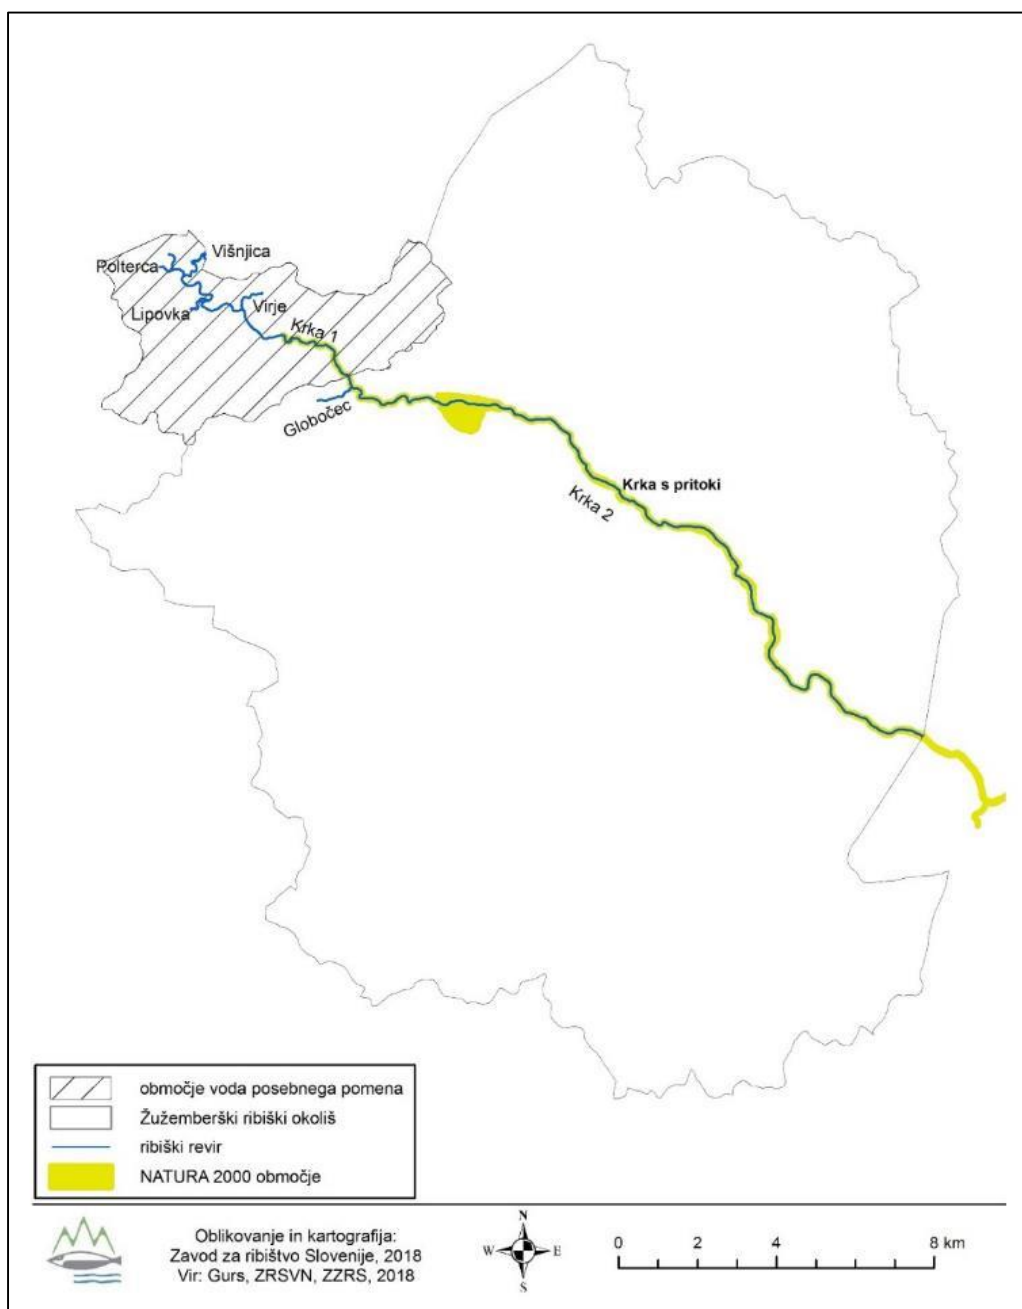 Višnjica
Polterca
Lipovka
Virje
Krka 1
Globočec
Krka s pritoki
Krka 2
območje voda posebnega pomena
Žužemberški ribiški okoliš
ribiški revir
NATURA 2000 območje
Oblikovanje in kartografija:
Zavod za ribištvo Slovenije, 2018
Vir: Gurs, ZRSVN, ZZRS, 2018
N
W E
S
0 2 4 8 km